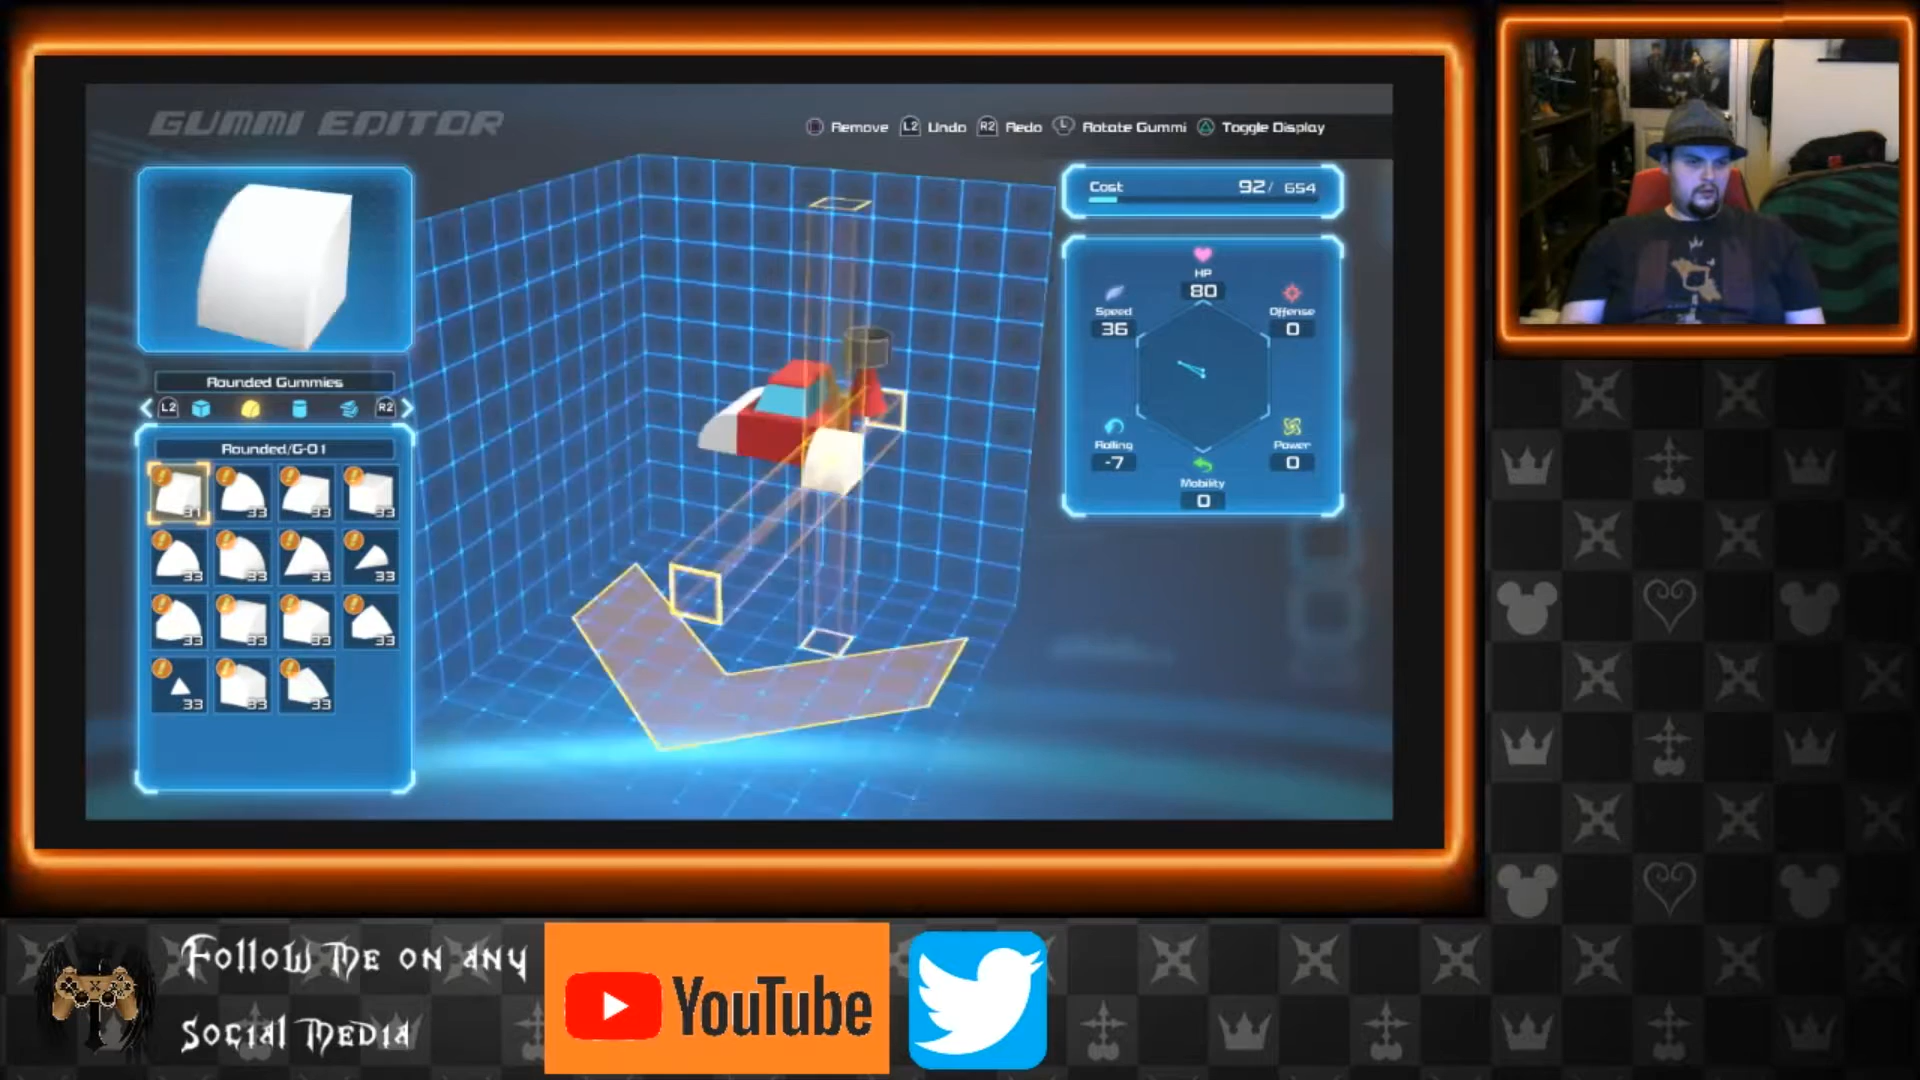 GUMMI EDITOR
Remove L2 Undo R2 Redo L Rotate Gummi Toggle Display
Cost 92/ 654
HP
80
Speed
36
Offense
0
Rolling
-7
Power
0
Mobility
0
Rounded Gummies
L2 R2
Rounded/G-01
31 33 33 33
33 33 33 33
33 33 33 33
33 33 33
Follow Me on any
Social Media
YouTube